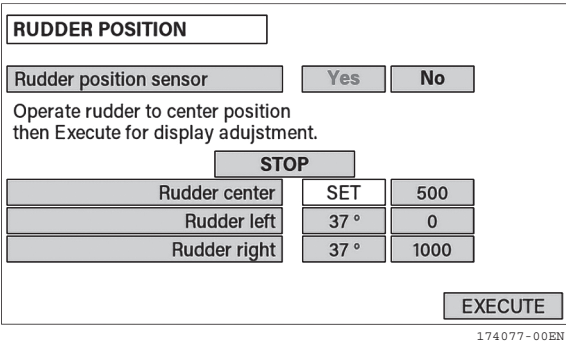 RUDDER POSITION
Rudder position sensor Yes No
Operate rudder to center position
then Execute for display adujstment.
STOP
Rudder center SET 500
Rudder left 37 ° 0
Rudder right 37 ° 1000
EXECUTE
174077-00EN